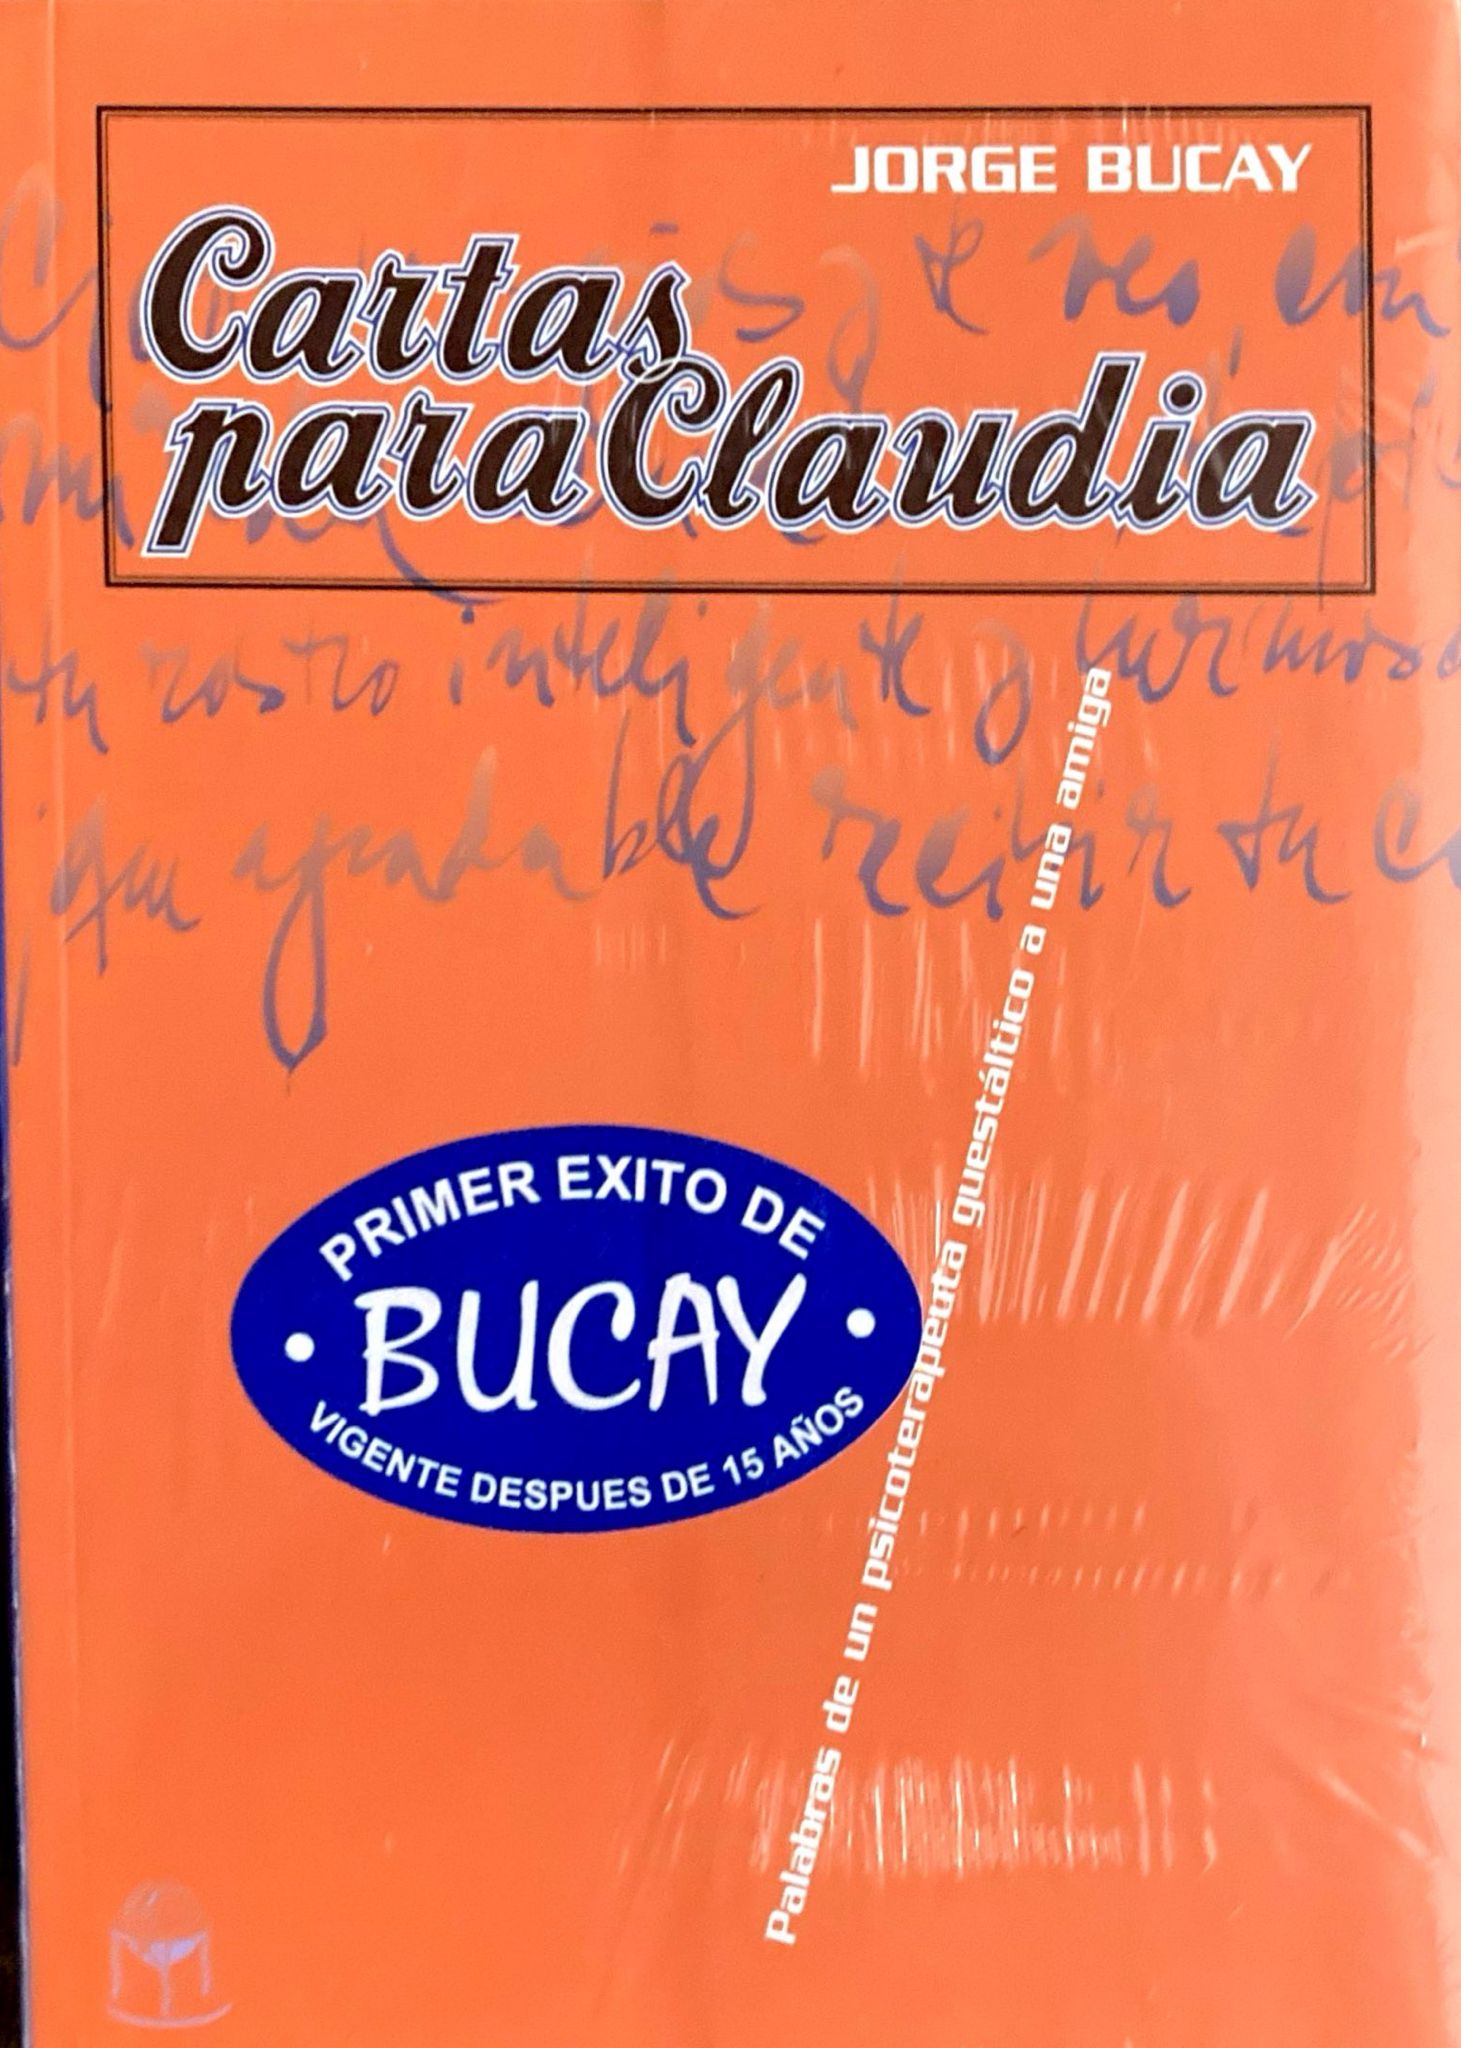 JORGE BUCAY
Cartas
para Claudia
tu rostro inteligente y hermoso
que agradable recibir tu
Palabras de un psicoterapeuta guestáltico a una amiga
PRIMER EXITO DE
BUCAY
VIGENTE DESPUES DE 15 AÑOS